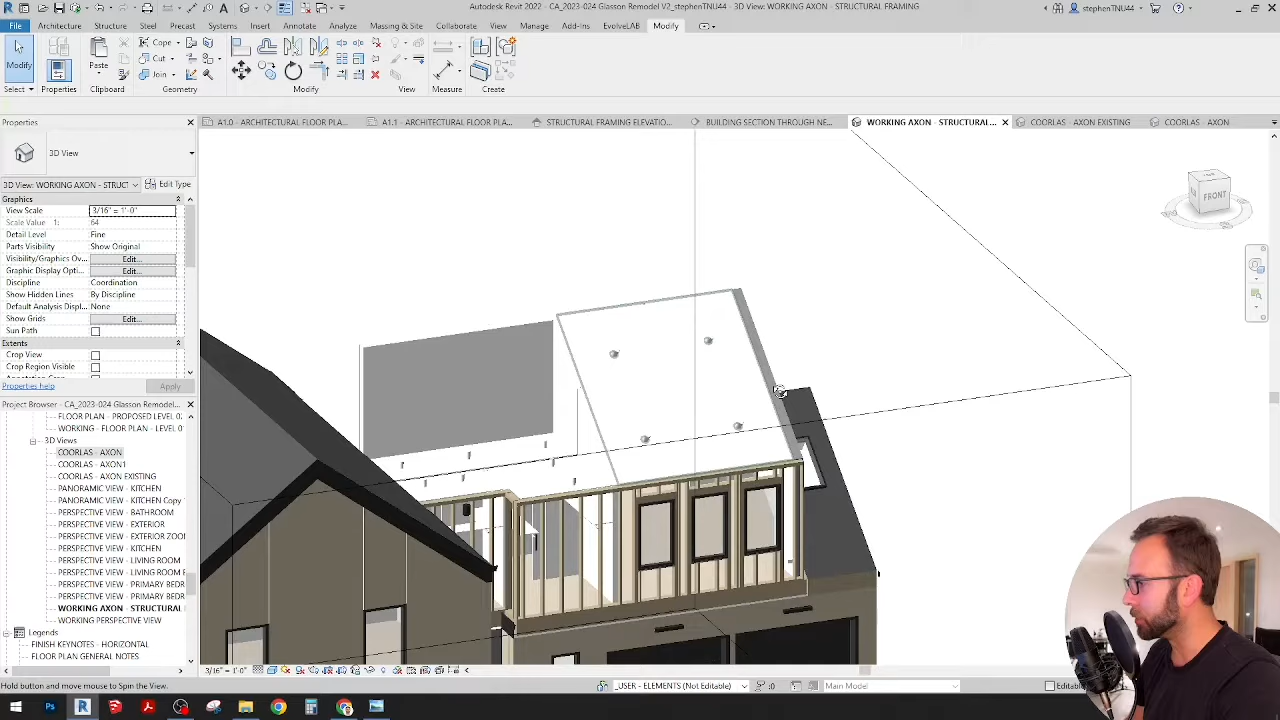 Autodesk Revit 2022 - CA_2023-024 Glasson Remodel V2_stephenTNU44 - 3D View: WORKING AXON - STRUCTURAL FRAMING
stephenTNU44
File Architecture Structure Steel Precast Systems Insert Annotate Analyze Massing & Site Collaborate View Manage Add-Ins EvolveLAB Modify
Modify
Paste
Cope
Cut
Join
Select Properties Clipboard Geometry Modify View Measure Create
Properties
A1.0 - ARCHITECTURAL FLOOR PLA...
A1.1 - ARCHITECTURAL FLOOR P...
STRUCTURAL FRAMING ELEVATIO...
BUILDING SECTION THROUGH NE...
WORKING AXON - STRUCTURAL...
COORLAS - AXON EXISTING
COORLAS - AXON
3D View
3D View: WORKING AXON - STRUCT
Edit Type
Graphics
View Scale 3/16" = 1'-0"
Scale Value 1: 64
Detail Level Fine
Parts Visibility Show Original
Visibility/Graphics Ov... Edit...
Graphic Display Opti... Edit...
Discipline Coordination
Show Hidden Lines By Discipline
Default Analysis Displ... None
Show Grids Edit...
Sun Path
Extents
Crop View
Crop Region Visible
Properties help Apply
Project Browser - CA_2023-024 Glasson Remodel...
FLOOR PLAN - PROPOSED LEVEL 02
WORKING - FLOOR PLAN - LEVEL 01
3D Views
COORLAS - AXON
COORLAS - AXON1
COORLAS - AXON EXISTING
PANORAMIC VIEW - KITCHEN
PANORAMIC VIEW - KITCHEN Copy
PERSPECTIVE VIEW - BATHROOM
PERSPECTIVE VIEW - EXTERIOR
PERSPECTIVE VIEW - EXTERIOR ZOO
PERSPECTIVE VIEW - KITCHEN
PERSPECTIVE VIEW - LIVING ROOM
PERSPECTIVE VIEW - LIVING ROOM
PERSPECTIVE VIEW - PRIMARY BEDR
PERSPECTIVE VIEW - PRIMARY BEDR
WORKING AXON - STRUCTURAL
WORKING PERSPECTIVE VIEW
Legends
FINISH KEYNOTES - HORIZONTAL
FLOOR PLAN GENERAL NOTES
FRONT
3/16" = 1'-0"
Hold button and move mouse to Spin the View.
_USER - ELEMENTS (Not Editable)
:0
Main Model